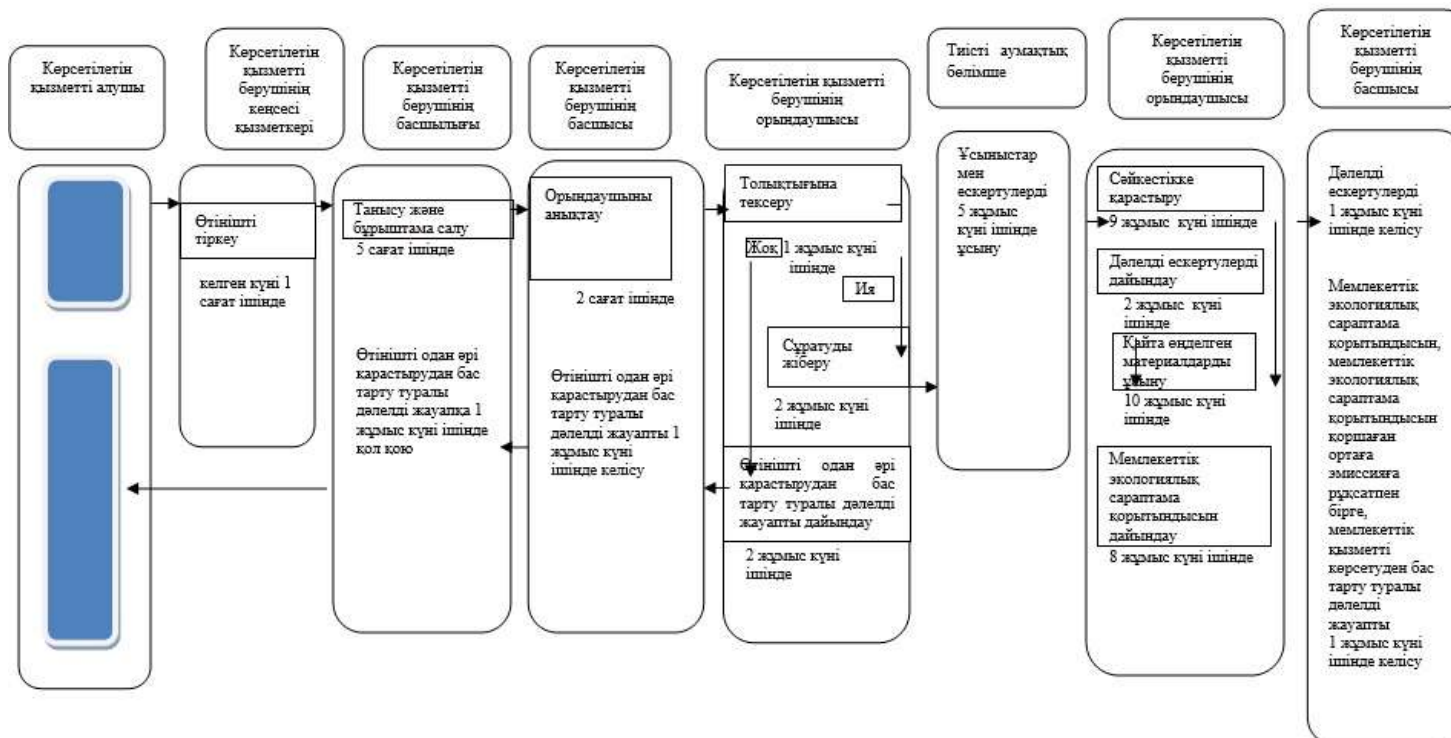 Көрсетілетін
қызметті алушы
Көрсетілетін
қызметті
берушінің
кеңсесі
қызметкері
Көрсетілетін
қызметті
берушінің
басшылығы
Көрсетілетін
қызметті
берушінің
басшысы
Көрсетілетін қызметті
берушінің
орындаушысы
Тиісті аумақтық
бөлімше
Көрсетілетін
қызметті
берушінің
орындаушысы
Көрсетілетін
қызметті
берушінің
басшысы
Өтінішті
тіркеу
келген күні 1
сағат ішінде
Танысу және
бұрыштама салу
5 сағат ішінде
Өтінішті одан әрі
қарастырудан бас
тарту туралы
дәлелді жауапқа 1
жұмыс күні ішінде
қол қою
Орындаушыны
анықтау
2 сағат ішінде
Өтінішті одан әрі
қарастырудан бас
тарту туралы
дәлелді жауапты 1
жұмыс күні
ішінде келісу
Толықтығына
тексеру
Жоқ 1 жұмыс күні
ішінде
Ия
Сұратуды
жіберу
2 жұмыс күні
ішінде
Өтінішті одан әрі
қарастырудан бас
тарту туралы дәлелді
жауапты дайындау
2 жұмыс күні
ішінде
Ұсыныстар
мен
ескертулерді
5 жұмыс
күні ішінде
ұсыну
Сәйкестікке
қарастыру
9 жұмыс күні ішінде
Дәлелді ескертулерді
дайындау
2 жұмыс күні
ішінде
Қайта өңделген
материалдарды
ұсыну
10 жұмыс күні
ішінде
Мемлекеттік
экологиялық
сараптама
қорытындысын
дайындау
8 жұмыс күні ішінде
Дәлелді
ескертулерді
1 жұмыс күні
ішінде келісу
Мемлекеттік
экологиялық
сараптама
қорытындысын,
мемлекеттік
экологиялық
сараптама
қорытындысын
қоршаған
ортаға
эмиссияға
рұқсатпен
бірге,
мемлекеттік
қызметті
көрсетуден бас
тарту туралы
дәлелді
жауапты
1 жұмыс күні
ішінде келісу